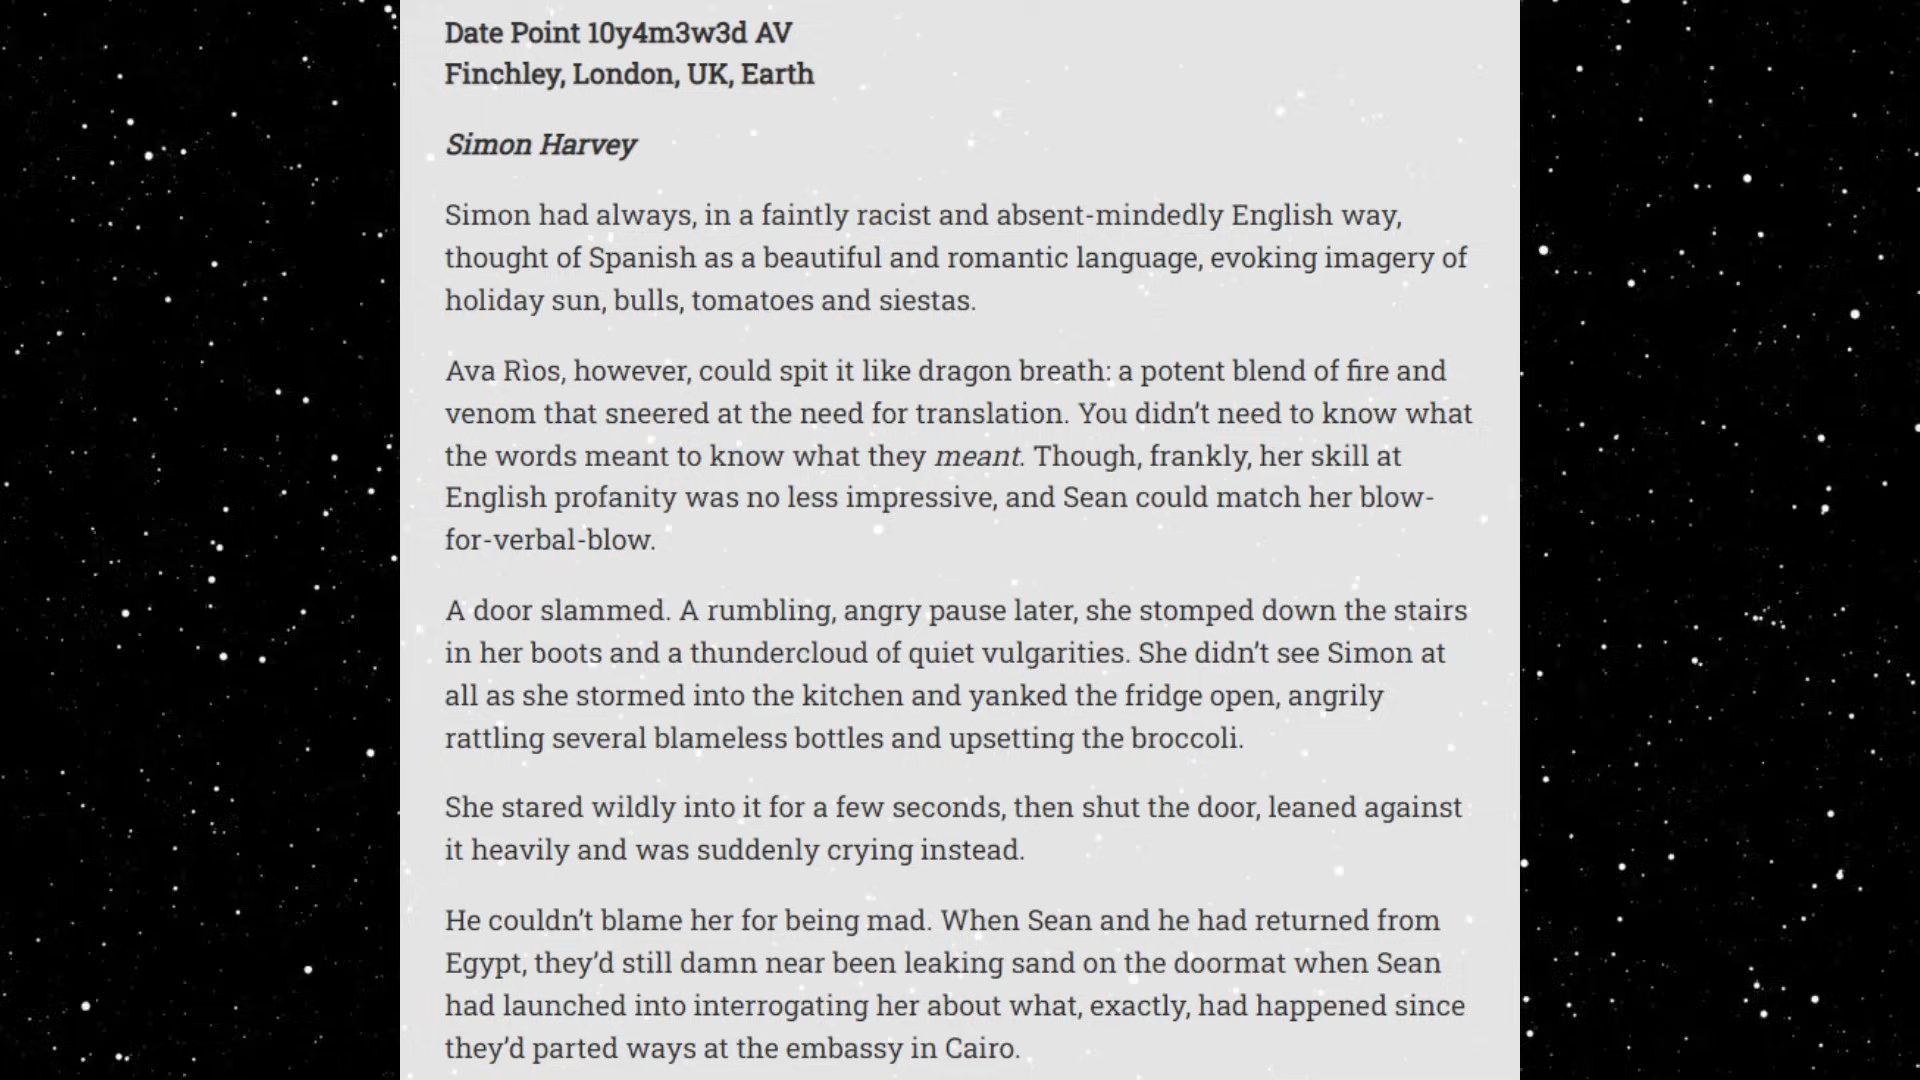 Date Point 10y4m3w3d AV
Finchley, London, UK, Earth
Simon Harvey
Simon had always, in a faintly racist and absent-mindedly English way,
thought of Spanish as a beautiful and romantic language, evoking imagery of
holiday sun, bulls, tomatoes and siestas.
Ava Rìos, however, could spit it like dragon breath: a potent blend of fire and
venom that sneered at the need for translation. You didn’t need to know what
the words meant to know what they meant. Though, frankly, her skill at
English profanity was no less impressive, and Sean could match her blow-
for-verbal-blow.
A door slammed. A rumbling, angry pause later, she stomped down the stairs
in her boots and a thundercloud of quiet vulgarities. She didn’t see Simon at
all as she stormed into the kitchen and yanked the fridge open, angrily
rattling several blameless bottles and upsetting the broccoli.
She stared wildly into it for a few seconds, then shut the door, leaned against
it heavily and was suddenly crying instead.
He couldn’t blame her for being mad. When Sean and he had returned from
Egypt, they’d still damn near been leaking sand on the doormat when Sean
had launched into interrogating her about what, exactly, had happened since
they’d parted ways at the embassy in Cairo.